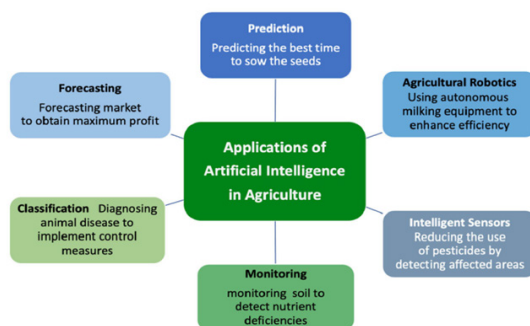 Prediction
Predicting the best time
to sow the seeds
Forecasting
Forecasting market
to obtain maximum profit
Agricultural Robotics
Using autonomous
milking equipment to
enhance efficiency
Applications of
Artificial Intelligence
in Agriculture
Classification Diagnosing
animal disease to
implement control
measures
Intelligent Sensors
Reducing the use
of pesticides by
detecting affected areas
Monitoring
monitoring soil to
detect nutrient
deficiencies